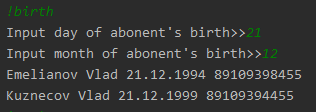 !birth
Input day of abonent's birth>>21
Input month of abonent's birth>>12
Emelianov Vlad 21.12.1994 89109398455
Kuznecov Vlad 21.12.1999 89109394455